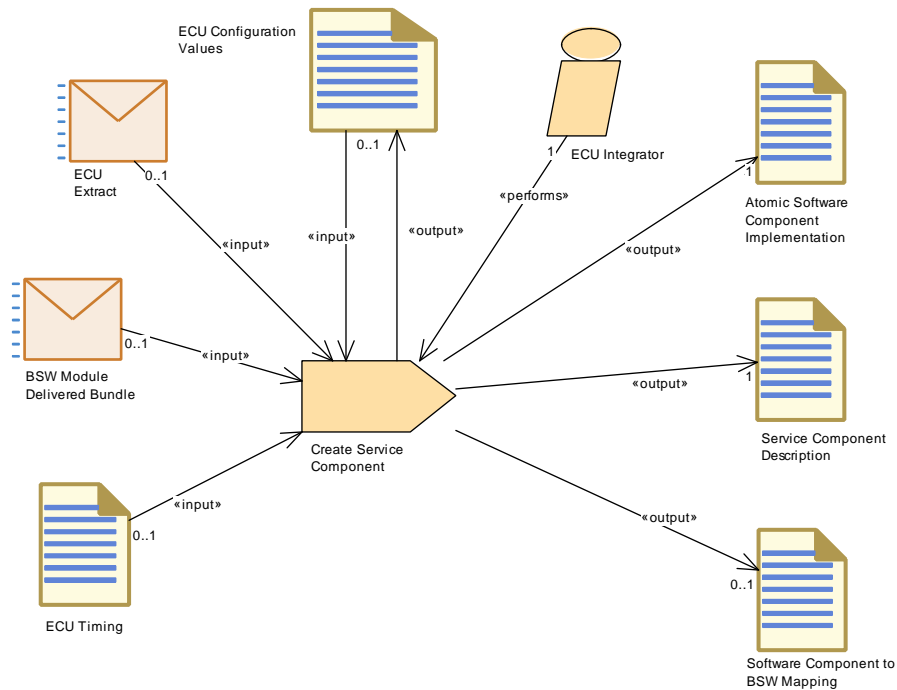 ECU Configuration
Values
0..1
ECU
Extract
0..1
1
ECU Integrator
1
Atomic Software
Component
Implementation
«performs»
«input»
«input»
«output»
«output»
BSW Module
Delivered Bundle
0..1
«input»
Create Service
Component
«output»
1
Service Component
Description
ECU Timing
0..1
«input»
«output»
0..1
Software Component to
BSW Mapping